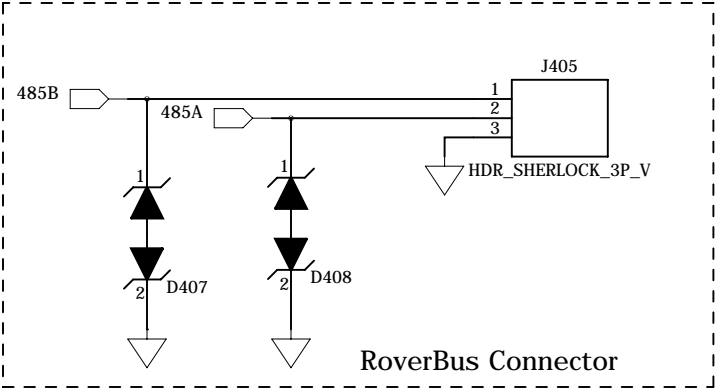 J405
485B
1
485A
2
3
HDR_SHERLOCK_3P_V
1
1
2
D407
2
D408
RoverBus Connector